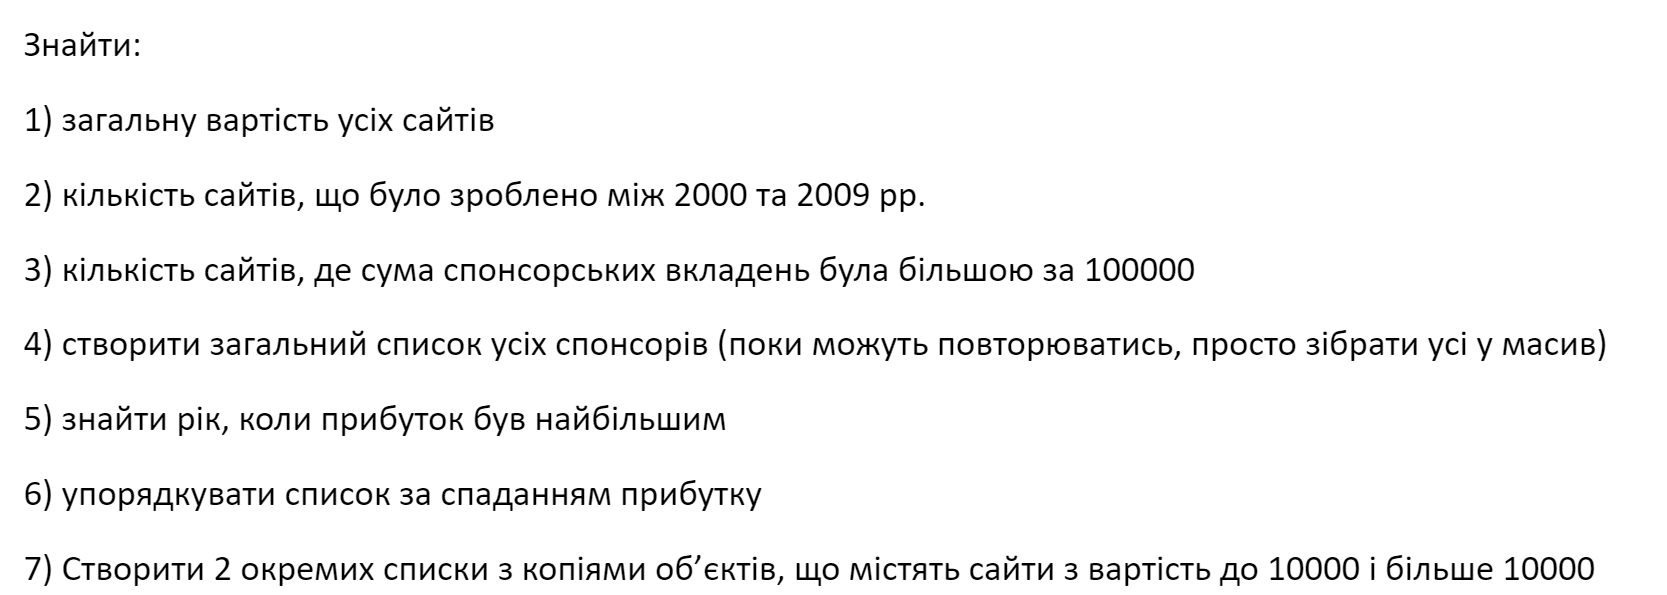 Знайти:
1) загальну вартість усіх сайтів
2) кількість сайтів, що було зроблено між 2000 та 2009 рр.
3) кількість сайтів, де сума спонсорських вкладень була більшою за 100000
4) створити загальний список усіх спонсорів (поки можуть повторюватись, просто зібрати усі у масив)
5) знайти рік, коли прибуток був найбільшим
6) упорядкувати список за спаданням прибутку
7) Створити 2 окремих списки з копіями об’єктів, що містять сайти з вартість до 10000 і більше 10000